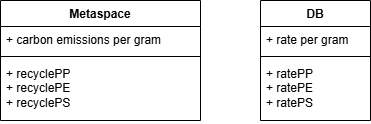 Metaspace
+ carbon emissions per gram
+ recyclePP
+ recyclePE
+ recyclePS
DB
+ rate per gram
+ ratePP
+ ratePE
+ ratePS